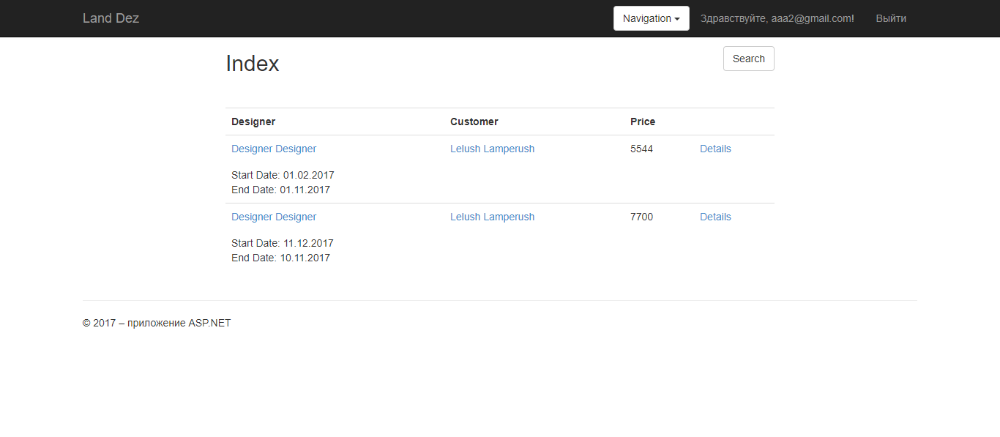 Land Dez Navigation Здравствуйте, aaa2@gmail.com! Выйти
Index Search
Designer Customer Price
Designer Designer Lelush Lamperush 5544 Details
Start Date: 01.02.2017
End Date: 01.11.2017
Designer Designer Lelush Lamperush 7700 Details
Start Date: 11.12.2017
End Date: 10.11.2017
© 2017 – приложение ASP.NET